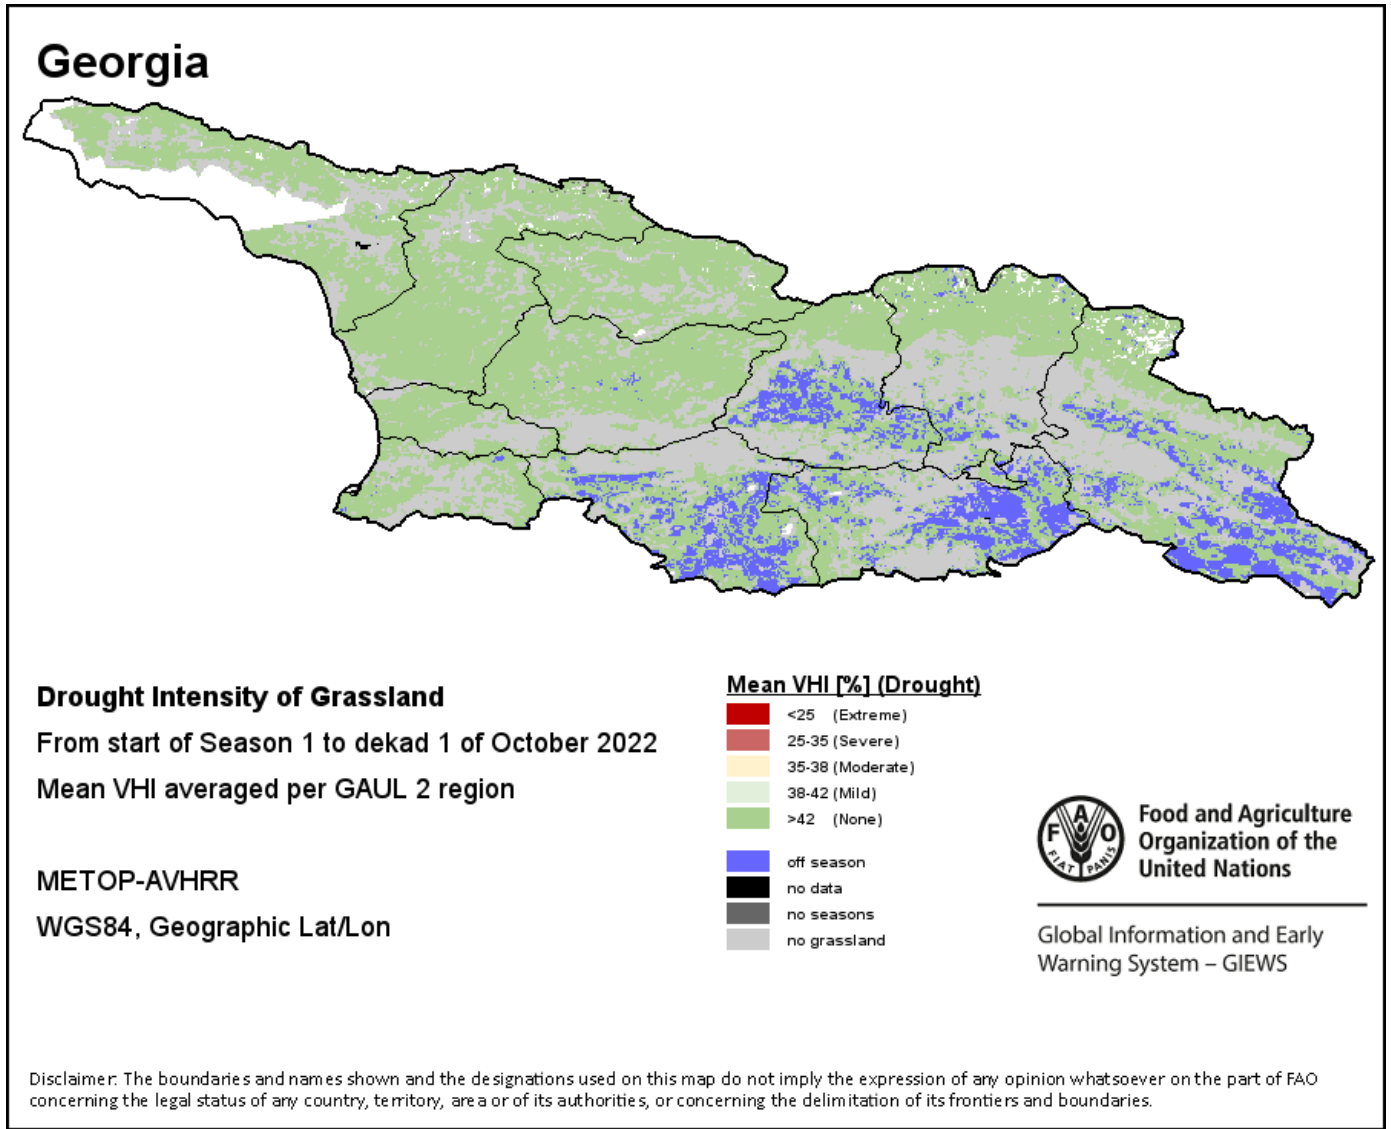 Georgia
Drought Intensity of Grassland
From start of Season 1 to dekad 1 of October 2022
Mean VHI averaged per GAUL 2 region
METOP-AVHRR
WGS84, Geographic Lat/Lon
Mean VHI [%] (Drought)
<25 (Extreme)
25-35 (Severe)
35-38 (Moderate)
38-42 (Mild)
>42 (None)
off season
no data
no seasons
no grassland
F A O
FIAT PANIS
Food and Agriculture
Organization of the
United Nations
Global Information and Early
Warning System – GIEWS
Disclaimer: The boundaries and names shown and the designations used on this map do not imply the expression of any opinion whatsoever on the part of FAO
concerning the legal status of any country, territory, area or of its authorities, or concerning the delimitation of its frontiers and boundaries.